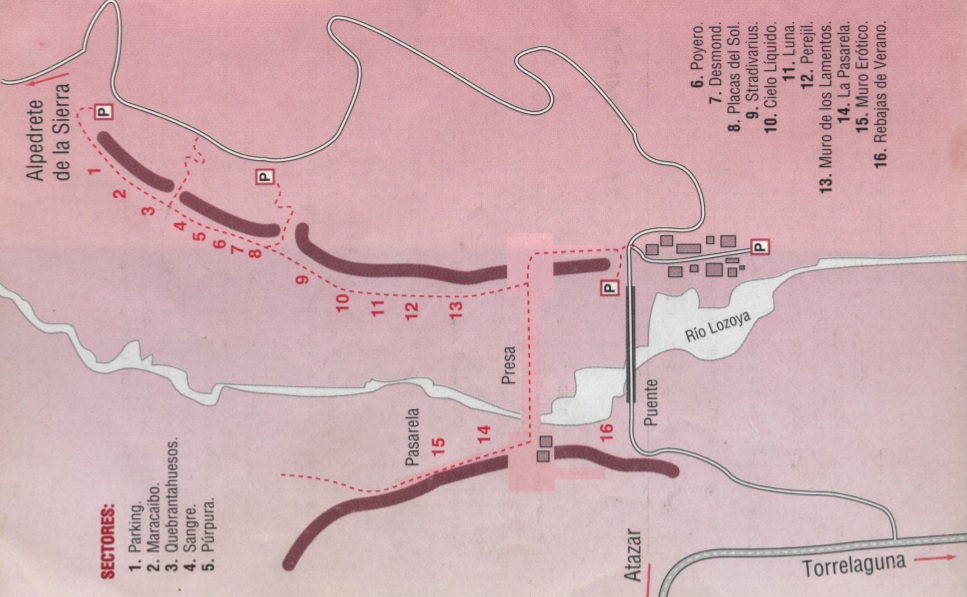 SECTORES:
1. Parking.
2. Maracaibo.
3. Quebrantahuesos.
4. Sangre.
5. Púrpura.
6. Poyero.
7. Desmond.
8. Placas del Sol.
9. Stradivarius.
10. Cielo Líquido.
11. Luna
12. Perejil.
13. Muro de los Lamentos.
14. La Pasarela.
15. Muro Erótico.
16. Rebajas de Verano.
Alpedrete
de la Sierra
P
1
2
3
4
5
6
7
8
P
9
10
11
12
13
Pasarela
15
14
Presa
16
P
Puente
Río Lozoya
P
Atazar
Torrelaguna